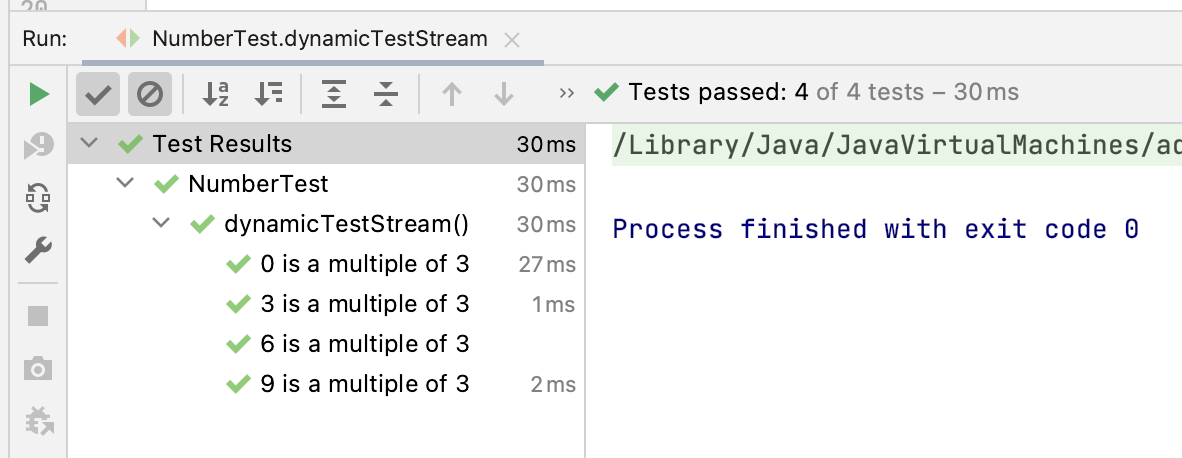 20
Run: NumberTest.dynamicTestStream
Tests passed: 4 of 4 tests – 30 ms
Test Results 30 ms
/Library/Java/JavaVirtualMachines/ad
NumberTest 30 ms
dynamicTestStream() 30 ms
Process finished with exit code 0
0 is a multiple of 3 27 ms
3 is a multiple of 3 1 ms
6 is a multiple of 3
9 is a multiple of 3 2 ms